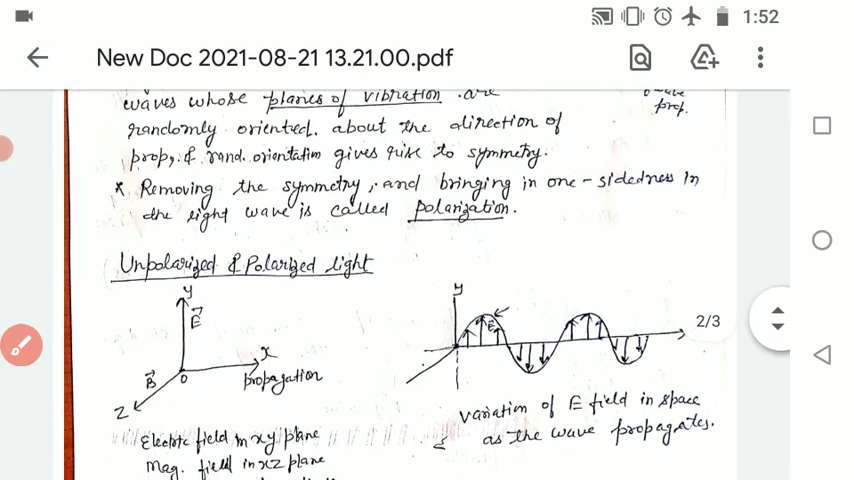 1:52
New Doc 2021-08-21 13.21.00.pdf
waves whose planes of vibration are
randomly oriented about the direction of
prop, & rand. orientation gives rise to symmetry.
prop.
* Removing the symmetry, and bringing in one-sidedness in
the light wave is called polarization.
Unpolarized & Polarized light
y
E
X
propagation
B
O
Z
y
E
2/3
Electric field in xy plane
Mag. field in xz plane
variation of E field in space
as the wave propagates.